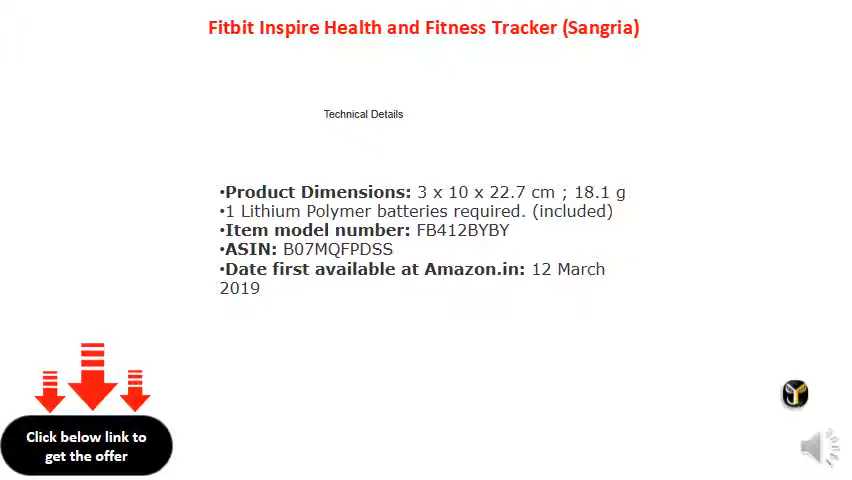 Fitbit Inspire Health and Fitness Tracker (Sangria)
Technical Details
•Product Dimensions: 3 x 10 x 22.7 cm ; 18.1 g
•1 Lithium Polymer batteries required. (included)
•Item model number: FB412BYBY
•ASIN: B07MQFPDSS
•Date first available at Amazon.in: 12 March
2019
Click below link to
get the offer